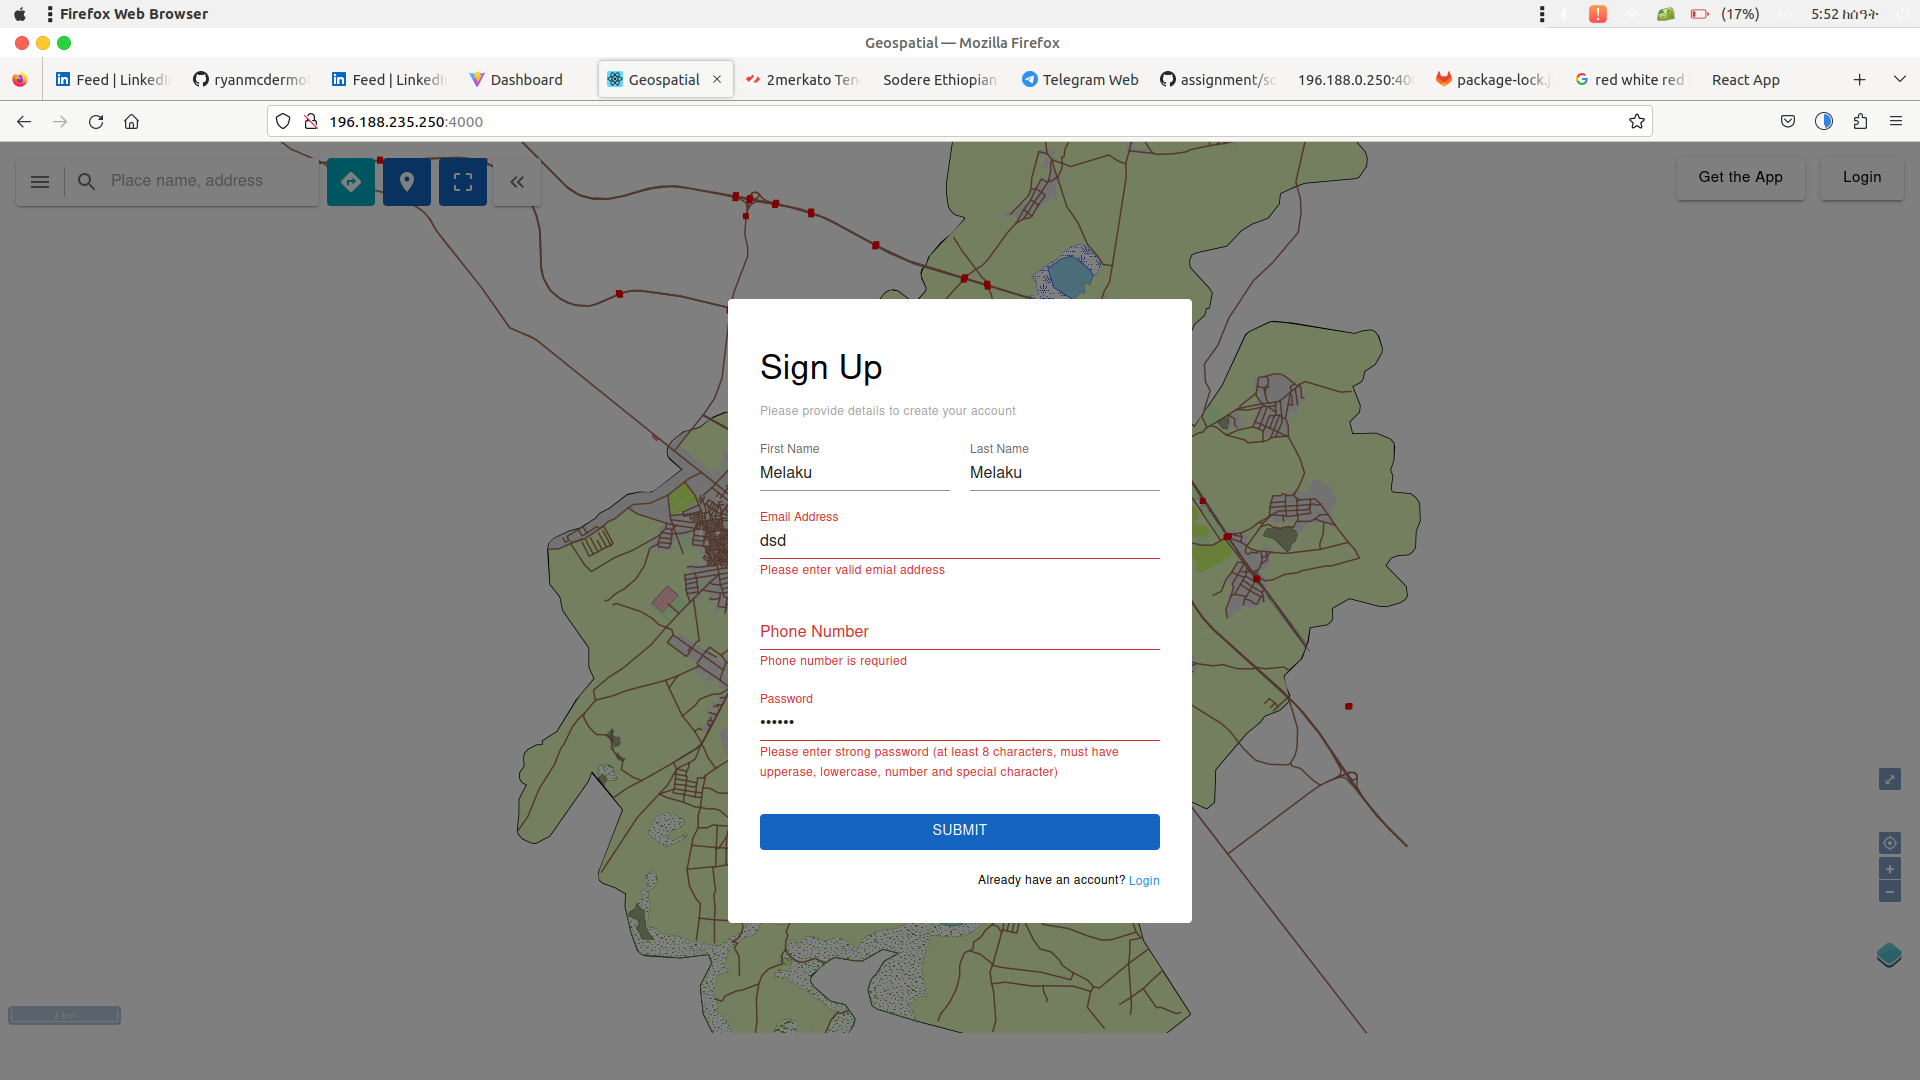 Firefox Web Browser
(17%)
5:52 ከሰዓት
Geospatial — Mozilla Firefox
Feed | LinkedIn
ryanmcdermo
Feed | LinkedIn
Dashboard
Geospatial
2merkato Ten
Sodere Ethiopian
Telegram Web
assignment/sc
196.188.0.250:400
package-lock.j
red white red
React App
196.188.235.250:4000
Place name, address
Get the App
Login
Sign Up
Please provide details to create your account
First Name
Last Name
Melaku
Melaku
Email Address
dsd
Please enter valid emial address
Phone Number
Phone number is requried
Password
Please enter strong password (at least 8 characters, must have
upperase, lowercase, number and special character)
SUBMIT
Already have an account? Login
2 km